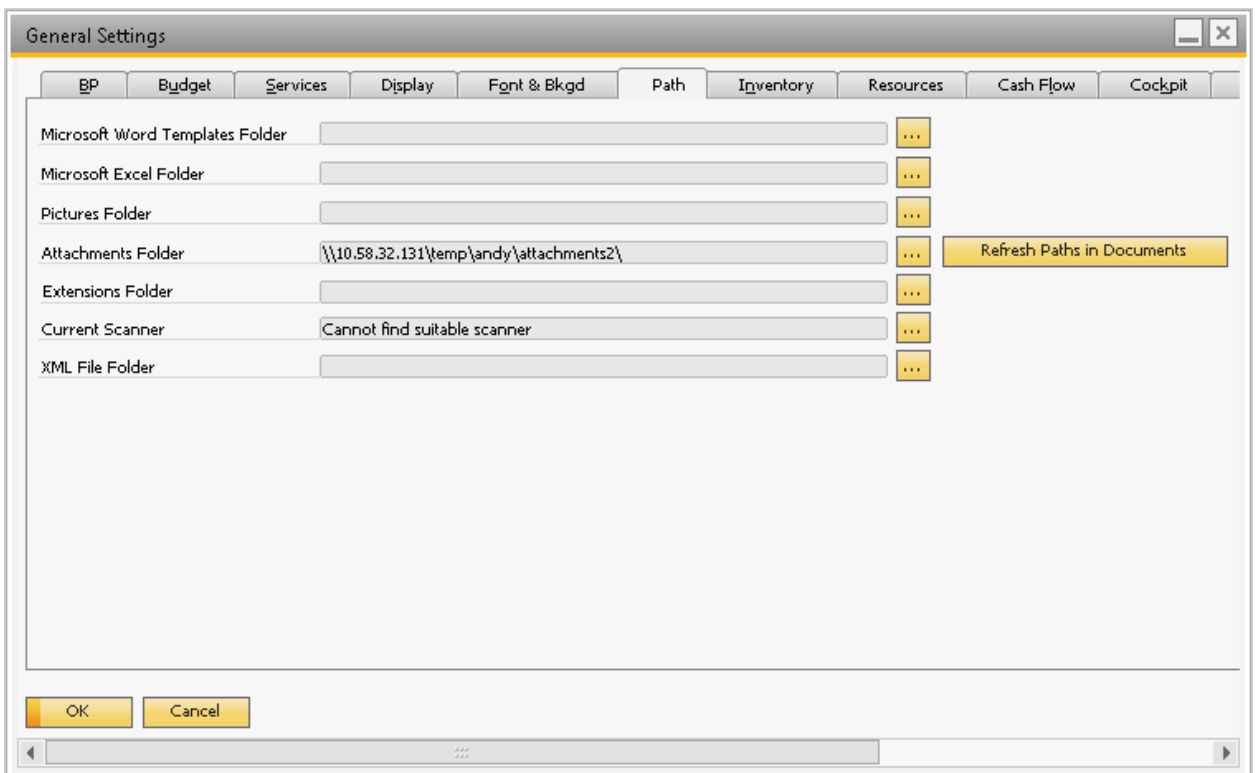 General Settings
BP Budget Services Display Font & Bkgd Path Inventory Resources Cash Flow Cockpit
Microsoft Word Templates Folder ...
Microsoft Excel Folder ...
Pictures Folder ...
Attachments Folder \\10.58.32.131\temp\andy\attachments2\ ... Refresh Paths in Documents
Extensions Folder ...
Current Scanner Cannot find suitable scanner ...
XML File Folder ...
OK Cancel